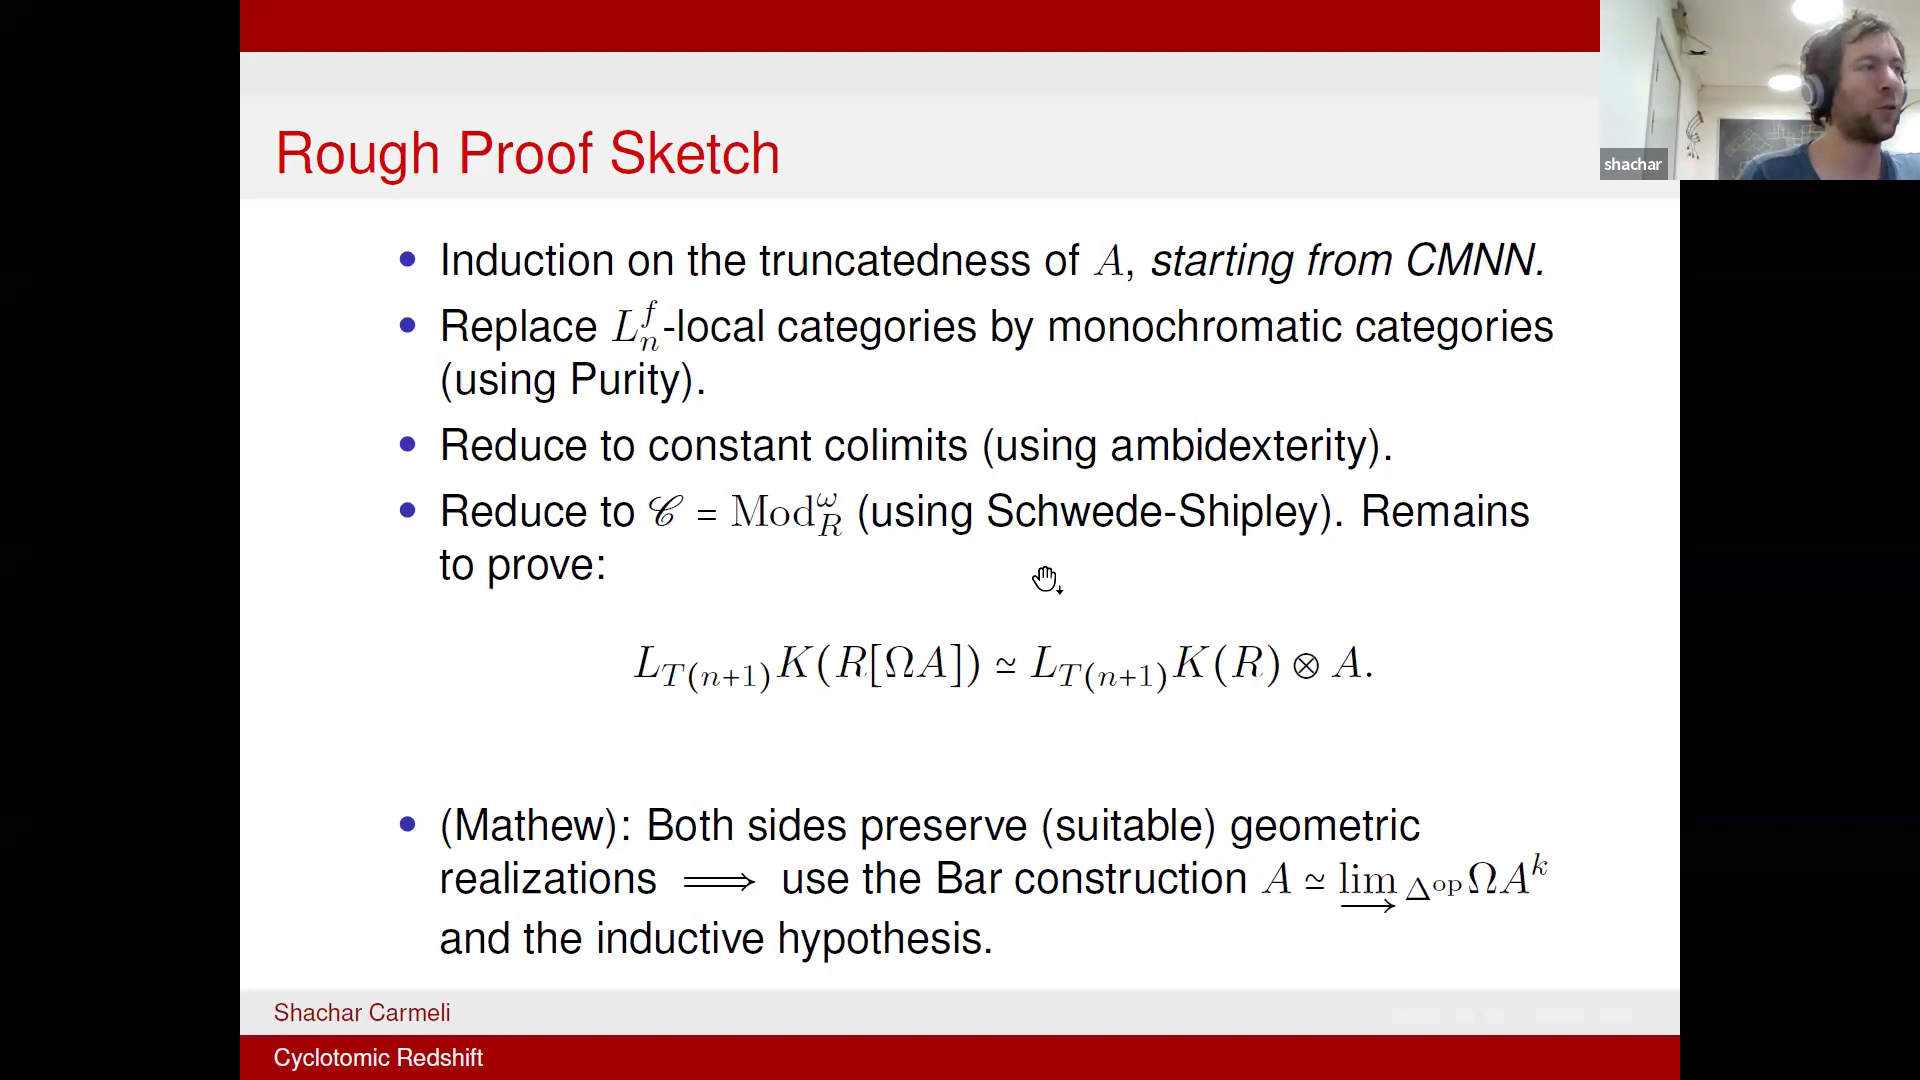 shachar
Rough Proof Sketch
• Induction on the truncatedness of A, starting from CMNN.
• Replace L_n^f-local categories by monochromatic categories
(using Purity).
• Reduce to constant colimits (using ambidexterity).
• Reduce to 𝒞 = Mod_R^ω (using Schwede-Shipley). Remains
to prove:
L_{T(n+1)}K(R[ΩA]) ≃ L_{T(n+1)}K(R) ⊗ A.
• (Mathew): Both sides preserve (suitable) geometric
realizations ⟹ use the Bar construction A ≃ lim_{→ Δ^op} ΩA^k
and the inductive hypothesis.
Shachar Carmeli
Cyclotomic Redshift